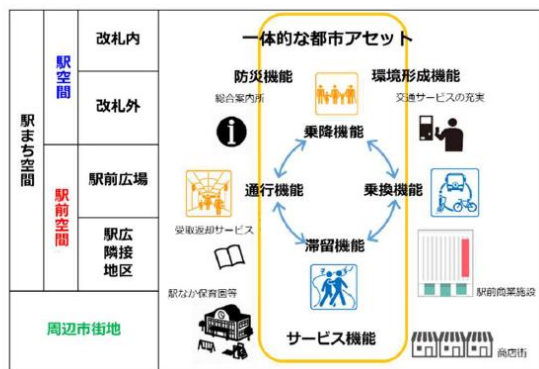 駅まち空間
駅空間
改札内
改札外
駅前空間
駅前広場
駅広
隣接
地区
周辺市街地
一体的な都市アセット
防災機能
環境形成機能
総合案内所
交通サービスの充実
乗降機能
通行機能
乗換機能
受取返却サービス
滞留機能
駅前商業施設
駅なか保育園等
サービス機能
商店街